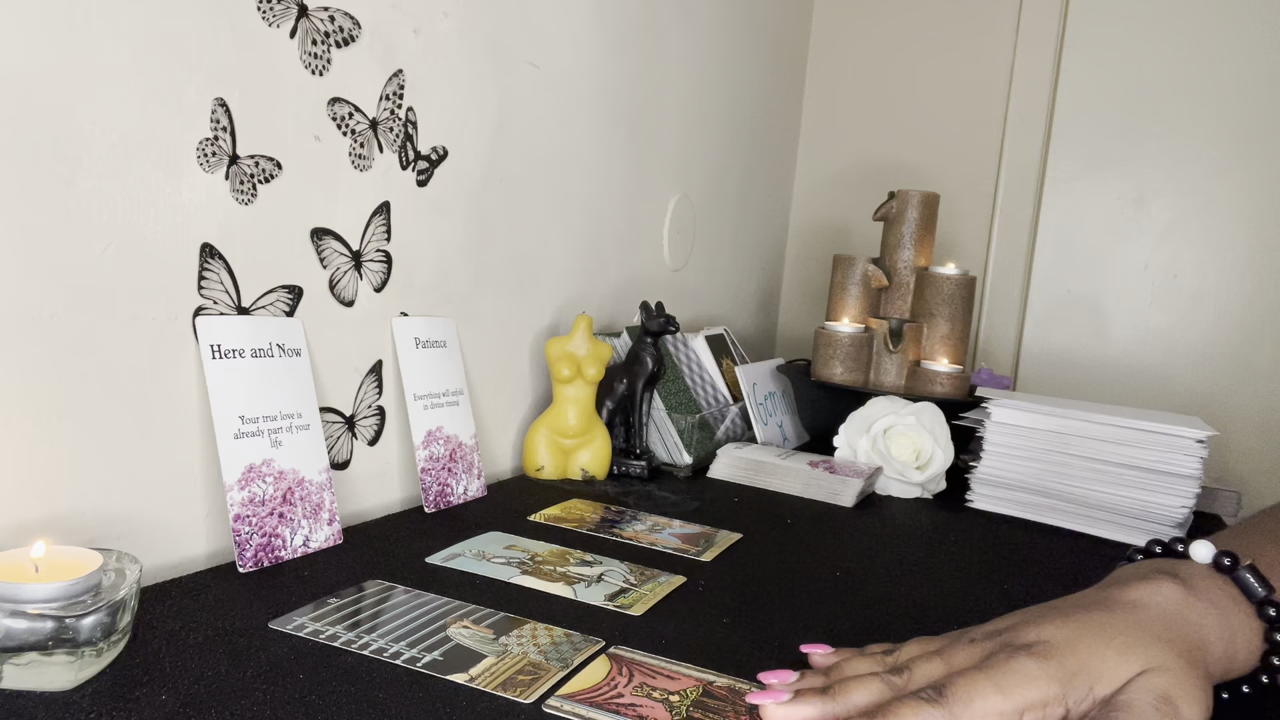 Here and Now
Your true love is
already part of your
life.
Patience
Everything will unfold
in divine timing.
Gemini